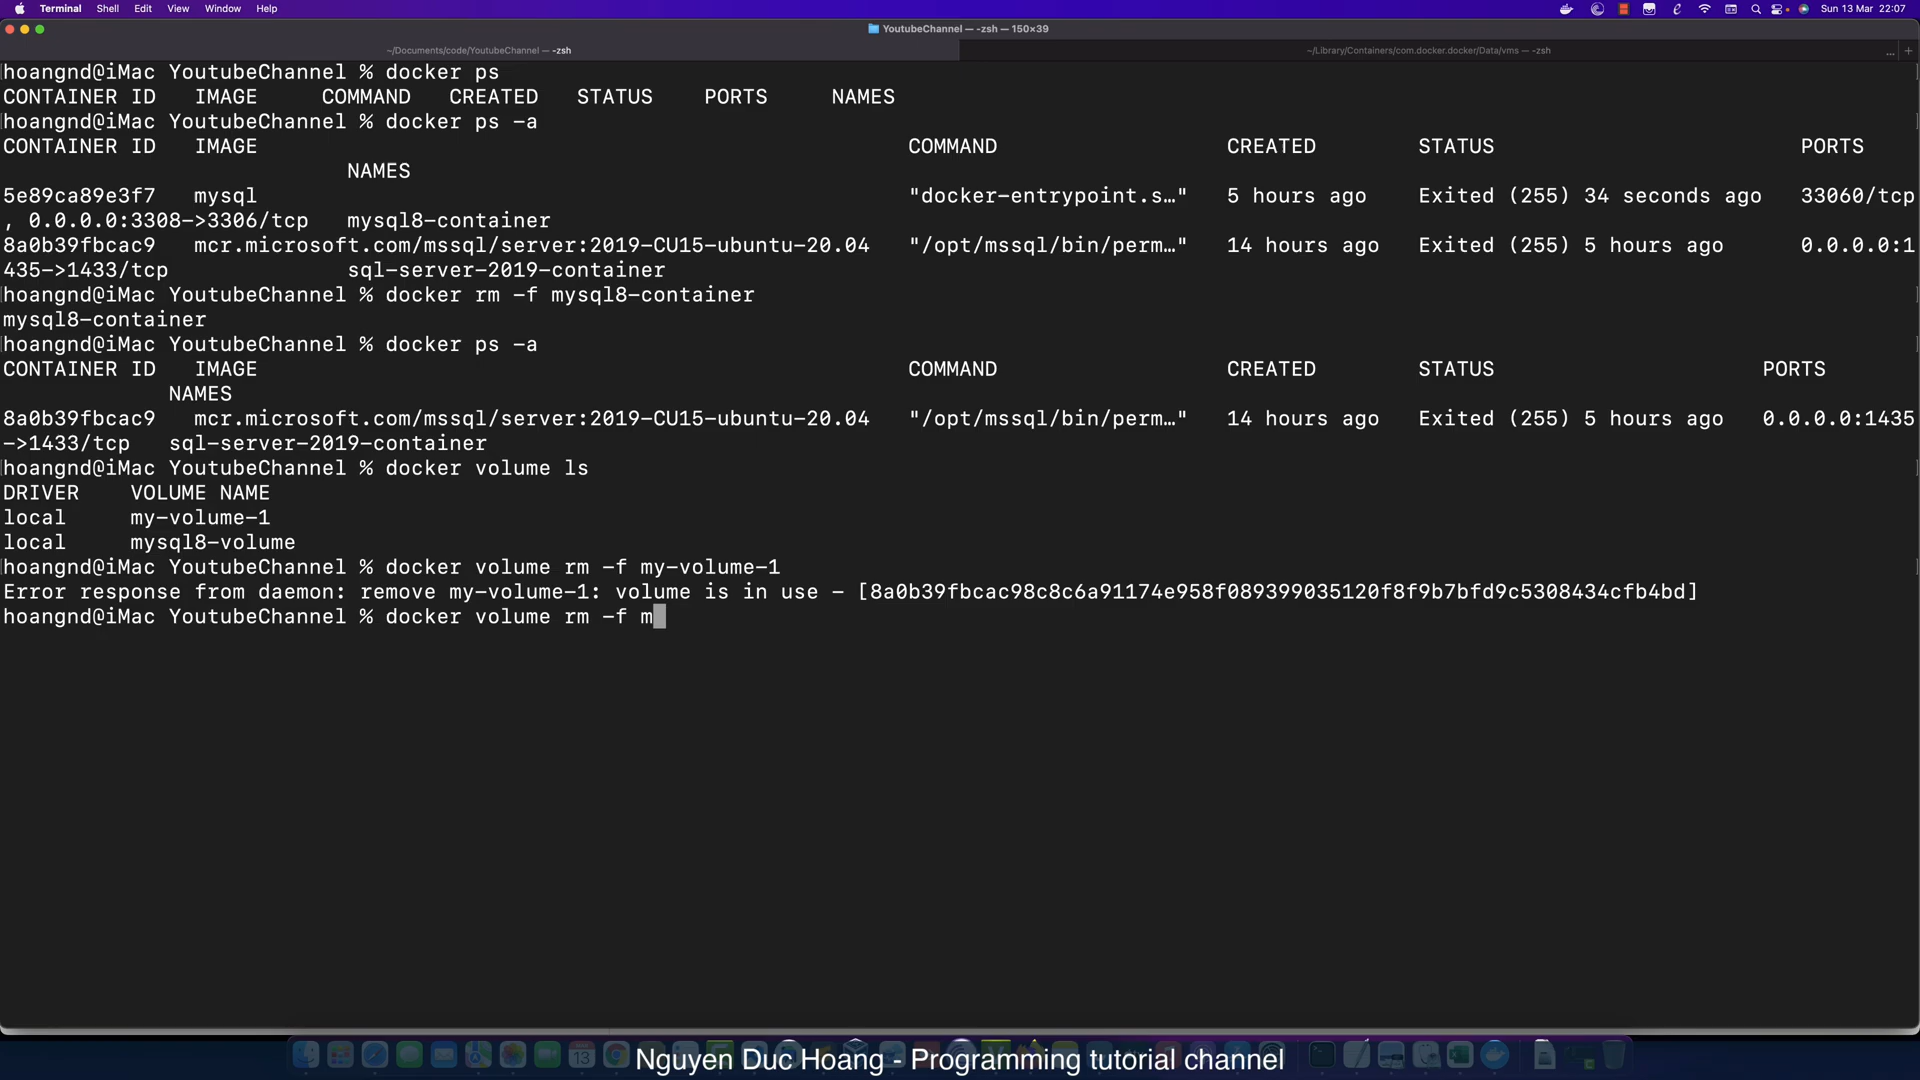 Terminal Shell Edit View Window Help Sun 13 Mar 22:07
YoutubeChannel — -zsh — 150×39
~/Documents/code/YoutubeChannel — -zsh ~/Library/Containers/com.docker.docker/Data/vms — -zsh ... +
hoangnd@iMac YoutubeChannel % docker ps
CONTAINER ID IMAGE COMMAND CREATED STATUS PORTS NAMES
hoangnd@iMac YoutubeChannel % docker ps -a
CONTAINER ID IMAGE COMMAND CREATED STATUS PORTS
NAMES
5e89ca89e3f7 mysql "docker-entrypoint.s…" 5 hours ago Exited (255) 34 seconds ago 33060/tcp
, 0.0.0.0:3308->3306/tcp mysql8-container
8a0b39fbcac9 mcr.microsoft.com/mssql/server:2019-CU15-ubuntu-20.04 "/opt/mssql/bin/perm…" 14 hours ago Exited (255) 5 hours ago 0.0.0.0:1
435->1433/tcp sql-server-2019-container
hoangnd@iMac YoutubeChannel % docker rm -f mysql8-container
mysql8-container
hoangnd@iMac YoutubeChannel % docker ps -a
CONTAINER ID IMAGE COMMAND CREATED STATUS PORTS
NAMES
8a0b39fbcac9 mcr.microsoft.com/mssql/server:2019-CU15-ubuntu-20.04 "/opt/mssql/bin/perm…" 14 hours ago Exited (255) 5 hours ago 0.0.0.0:1435
->1433/tcp sql-server-2019-container
hoangnd@iMac YoutubeChannel % docker volume ls
DRIVER VOLUME NAME
local my-volume-1
local mysql8-volume
hoangnd@iMac YoutubeChannel % docker volume rm -f my-volume-1
Error response from daemon: remove my-volume-1: volume is in use - [8a0b39fbcac98c8c6a91174e958f089399035120f8f9b7bfd9c5308434cfb4bd]
hoangnd@iMac YoutubeChannel % docker volume rm -f m
Nguyen Duc Hoang - Programming tutorial channel